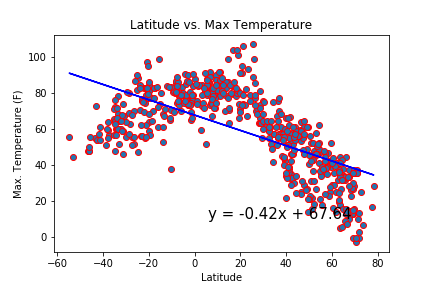 Latitude vs. Max Temperature
Max. Temperature (F)
100
80
60
40
20
0
y = -0.42x + 67.64
-60 -40 -20 0 20 40 60 80
Latitude